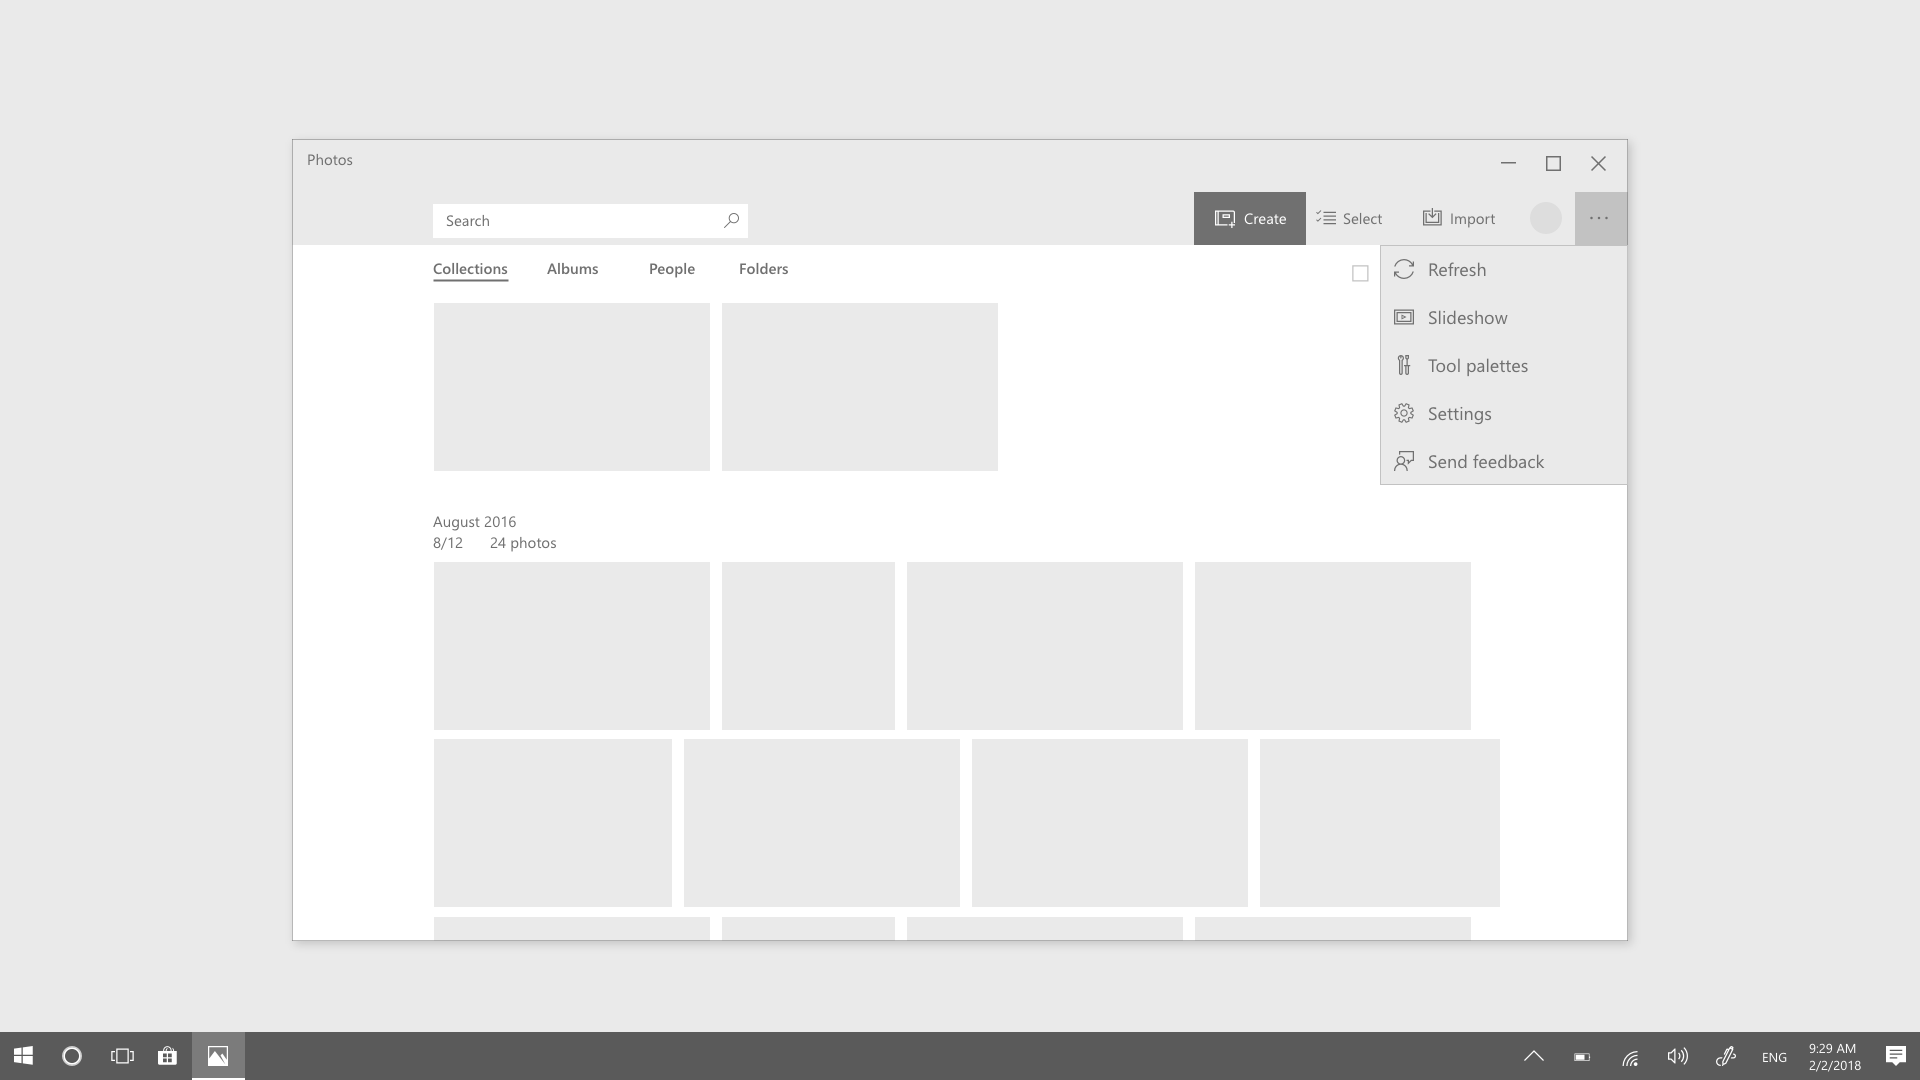 Photos
Search
Create
Select
Import
Collections
Albums
People
Folders
Refresh
Slideshow
Tool palettes
Settings
Send feedback
August 2016
8/12 24 photos
ENG
9:29 AM
2/2/2018